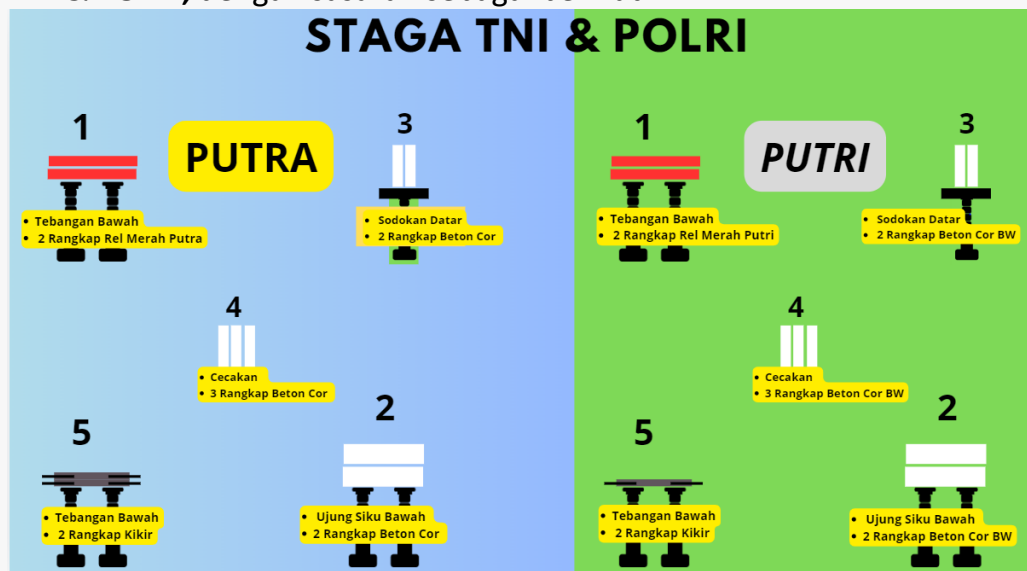 STAGA TNI & POLRI
PUTRA
1
• Tebangan Bawah
• 2 Rangkap Rel Merah Putra
3
• Sodokan Datar
• 2 Rangkap Beton Cor
4
• Cecakan
• 3 Rangkap Beton Cor
5
• Tebangan Bawah
• 2 Rangkap Kikir
2
• Ujung Siku Bawah
• 2 Rangkap Beton Cor
PUTRI
1
• Tebangan Bawah
• 2 Rangkap Rel Merah Putri
3
• Sodokan Datar
• 2 Rangkap Beton Cor BW
4
• Cecakan
• 3 Rangkap Beton Cor BW
5
• Tebangan Bawah
• 2 Rangkap Kikir
2
• Ujung Siku Bawah
• 2 Rangkap Beton Cor BW